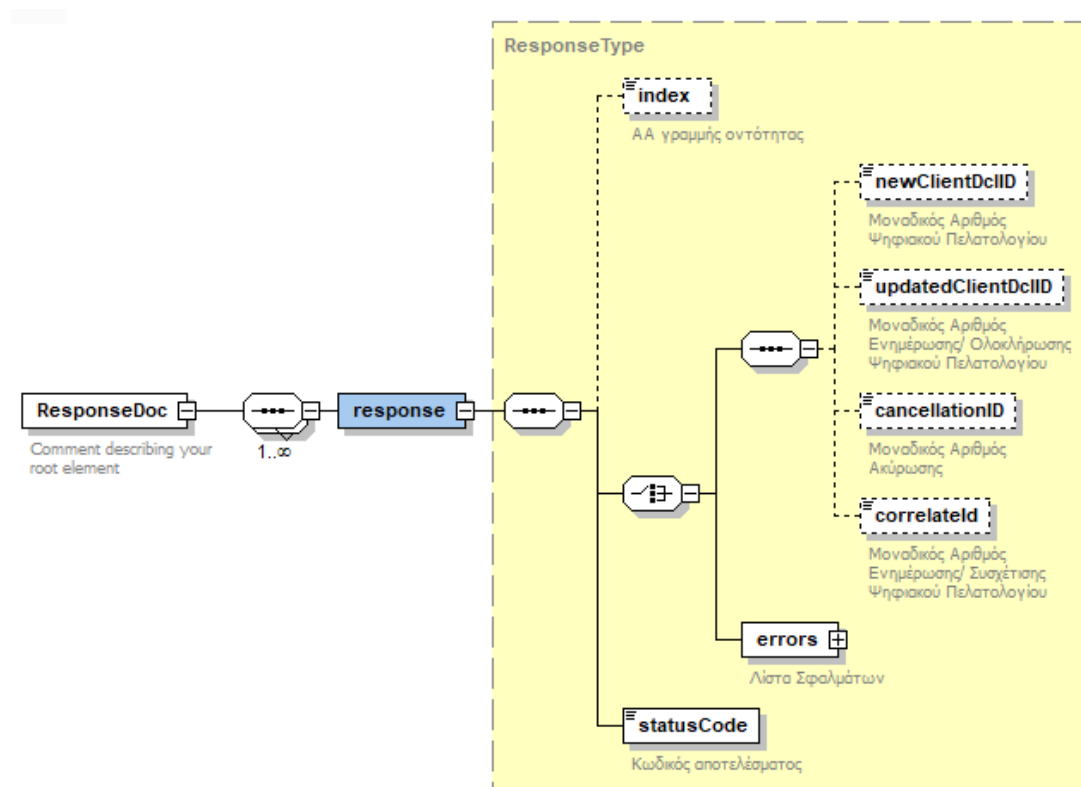 ResponseType
index
ΑΑ γραμμής οντότητας
newClientDclID
Μοναδικός Αριθμός
Ψηφιακού Πελατολογίου
updatedClientDclID
Μοναδικός Αριθμός
Ενημέρωσης/ Ολοκλήρωσης
Ψηφιακού Πελατολογίου
ResponseDoc
Comment describing your
root element
1..∞
response
cancellationID
Μοναδικός Αριθμός
Ακύρωσης
correlateId
Μοναδικός Αριθμός
Ενημέρωσης/ Συσχέτισης
Ψηφιακού Πελατολογίου
errors
Λίστα Σφαλμάτων
statusCode
Κωδικός αποτελέσματος